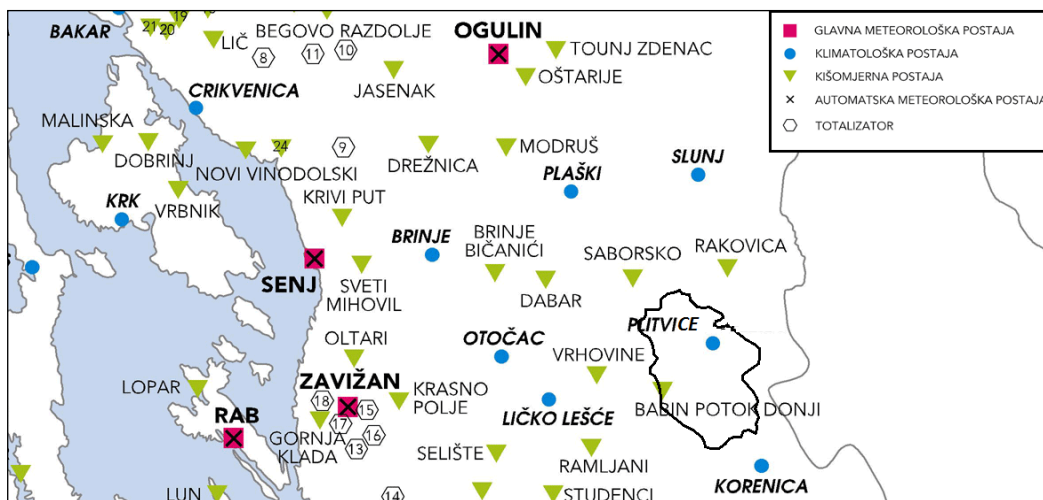 BAKAR
21
20
19
LIČ
BEGOVO RAZDOLJE
8
11
10
OGULIN
TOUNJ ZDENAC
OŠTARIJE
JASENAK
GLAVNA METEOROLOŠKA POSTAJA
KLIMATOLOŠKA POSTAJA
KIŠOMJERNA POSTAJA
AUTOMATSKA METEOROLOŠKA POSTAJA
TOTALIZATOR
CRIKVENICA
MALINSKA
DOBRINJ
24
9
NOVI VINODOLSKI
DREŽNICA
MODRUŠ
SLUNJ
PLAŠKI
KRK
VRBNIK
KRIVI PUT
BRINJE
BRINJE
BIČANIĆI
SABORSKO
RAKOVICA
S
SENJ
SVETI
MIHOVIL
DABAR
PLITVICE
OLTARI
OTOČAC
VRHOVINE
LOPAR
ZAVIŽAN
KRASNO
POLJE
18
15
17
16
13
LIČKO LEŠĆE
BABIN POTOK DONJI
RAB
GORNJA
KLADA
SELIŠTE
RAMLJANI
KORENICA
LUN
14
STUDENCI